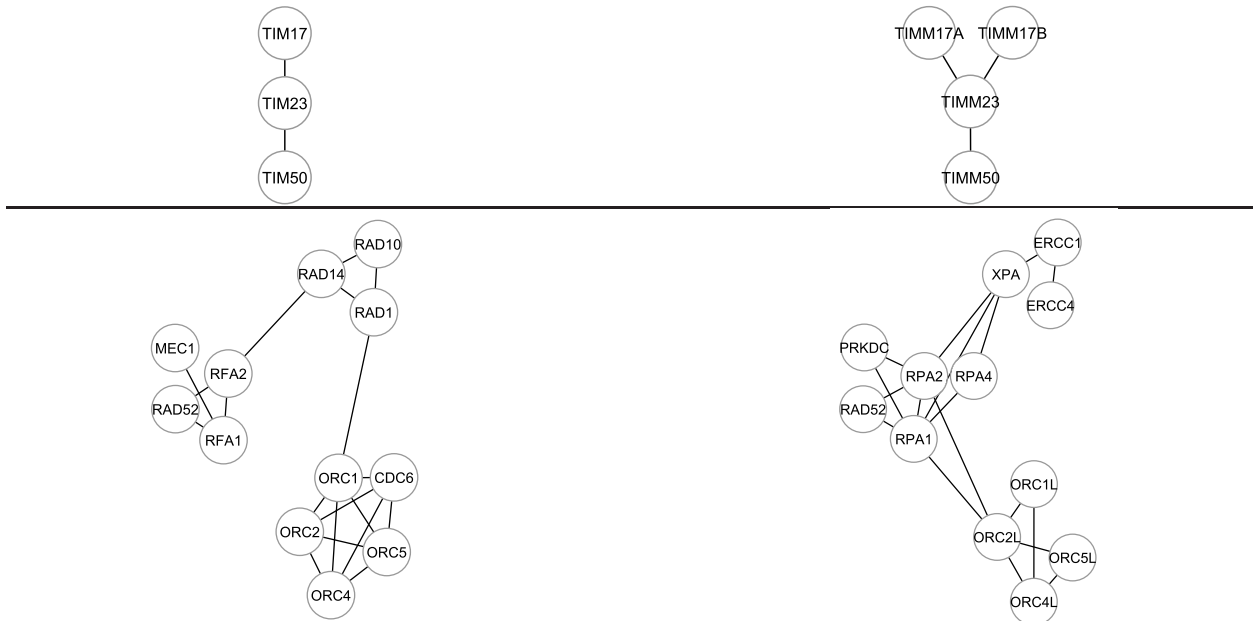 TIM17
TIMM17A TIMM17B
TIM23
TIMM23
TIM50
TIMM50
RAD10
RAD14
RAD1
MEC1
RFA2
RAD52
RFA1
ORC1
CDC6
ORC2
ORC5
ORC4
ERCC1
XPA
ERCC4
PRKDC
RPA2
RPA4
RAD52
RPA1
ORC1L
ORC2L
ORC5L
ORC4L